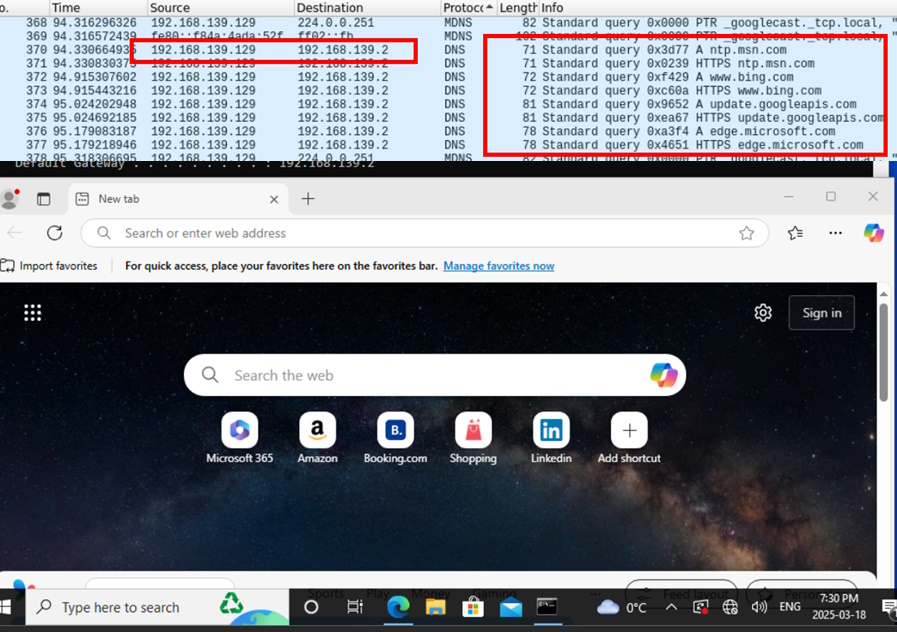 o. Time Source Destination Protocc Length Info
368 94.316296326 192.168.139.129 224.0.0.251 MDNS 82 Standard query 0x0000 PTR _googlecast._tcp.local, "
369 94.316572439 fe80::f84a:4ada:52f… ff02::fb MDNS 102 Standard query 0x0000 PTR _googlecast._tcp.local, "
370 94.330664935 192.168.139.129 192.168.139.2 DNS 71 Standard query 0x3d77 A ntp.msn.com
371 94.330830375 192.168.139.129 192.168.139.2 DNS 71 Standard query 0x0239 HTTPS ntp.msn.com
372 94.915307602 192.168.139.129 192.168.139.2 DNS 72 Standard query 0xf429 A www.bing.com
373 94.915443216 192.168.139.129 192.168.139.2 DNS 72 Standard query 0xc60a HTTPS www.bing.com
374 95.024202948 192.168.139.129 192.168.139.2 DNS 81 Standard query 0x9652 A update.googleapis.com
375 95.024692185 192.168.139.129 192.168.139.2 DNS 81 Standard query 0xea67 HTTPS update.googleapis.com
376 95.179083187 192.168.139.129 192.168.139.2 DNS 78 Standard query 0xa3f4 A edge.microsoft.com
377 95.179218946 192.168.139.129 192.168.139.2 DNS 78 Standard query 0x4651 HTTPS edge.microsoft.com
378 95.318306695 192.168.139.129 224.0.0.251 MDNS 82 Standard query 0x0000 PTR _googlecast._tcp.local, "
Default Gateway . . . . . . . . . : 192.168.139.2
New tab
Search or enter web address
Import favorites For quick access, place your favorites here on the favorites bar. Manage favorites now
Sign in
Search the web
a B. in
Microsoft 365 Amazon Booking.com Shopping Linkedin Add shortcut
Sports Play Money Gaming ... Feed layout Person
Type here to search 0°C ENG 7:30 PM
2025-03-18